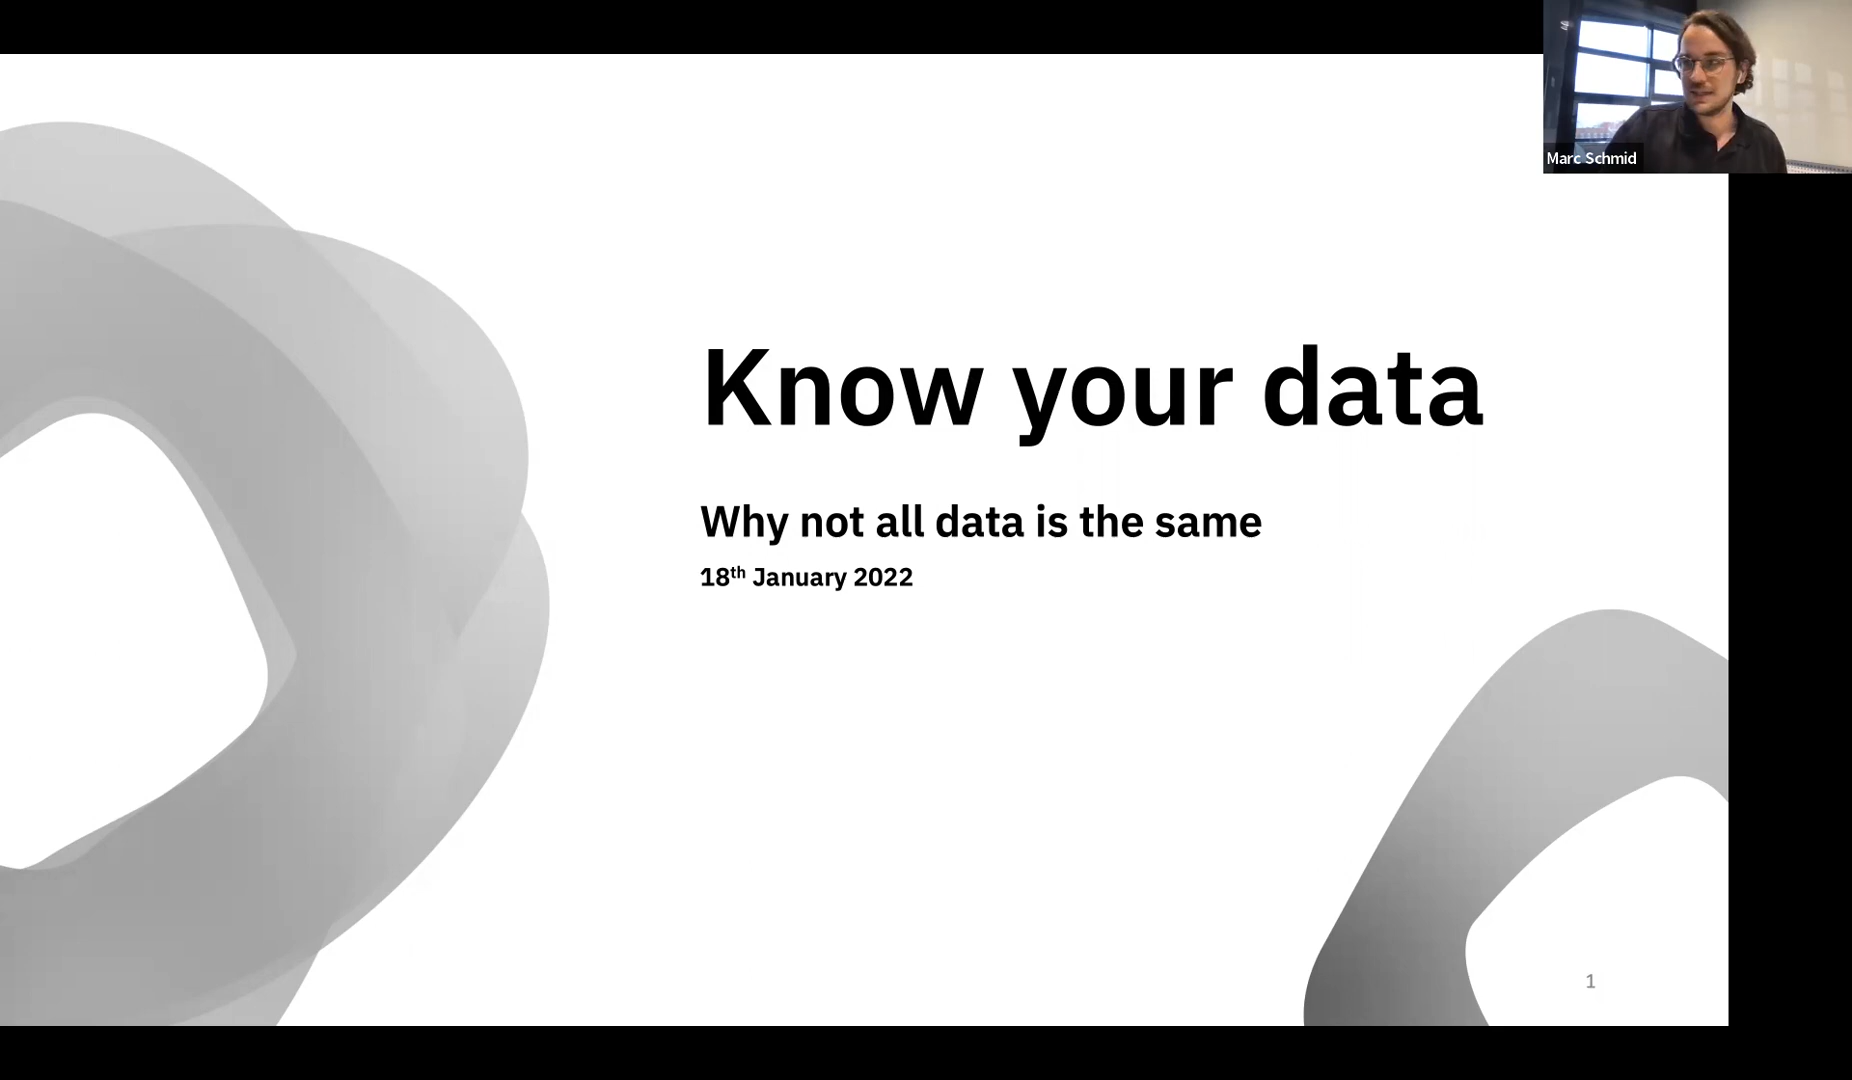 Marc Schmid
Know your data
Why not all data is the same
18th January 2022
1